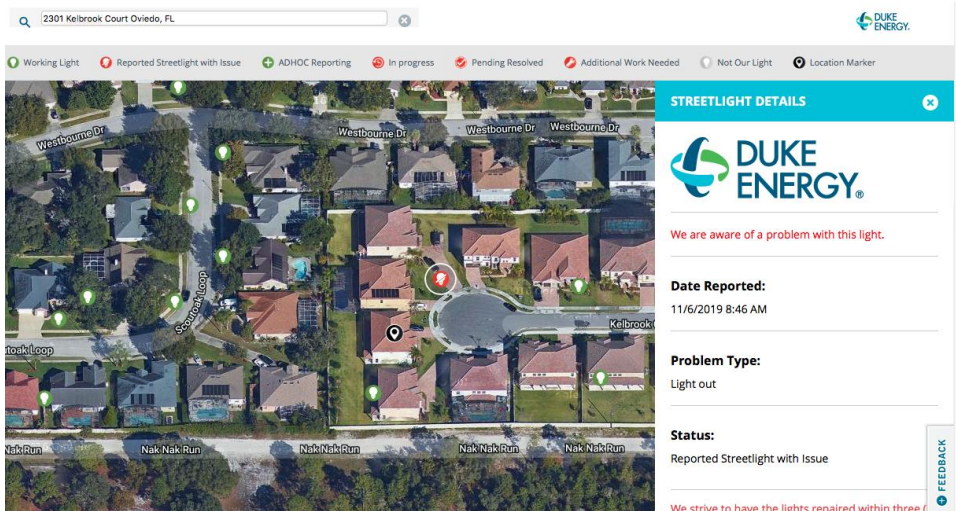 2301 Kelbrook Court Oviedo, FL
DUKE
ENERGY.
Working Light
Reported Streetlight with Issue
ADHOC Reporting
In progress
Pending Resolved
Additional Work Needed
Not Our Light
Location Marker
Westbourne Dr
Westbourne Dr
Westbourne Dr
Westbourne Dr
Scoutoak Loop
Kelbrook
toak Loop
Nak Run
Nak Nak Run
Nak Nak Run
Nak Nak Run
Nak Nak Run
STREETLIGHT DETAILS
DUKE
ENERGY®
We are aware of a problem with this light.
Date Reported:
11/6/2019 8:46 AM
Problem Type:
Light out
Status:
Reported Streetlight with Issue
We strive to have the lights repaired within three (
FEEDBACK